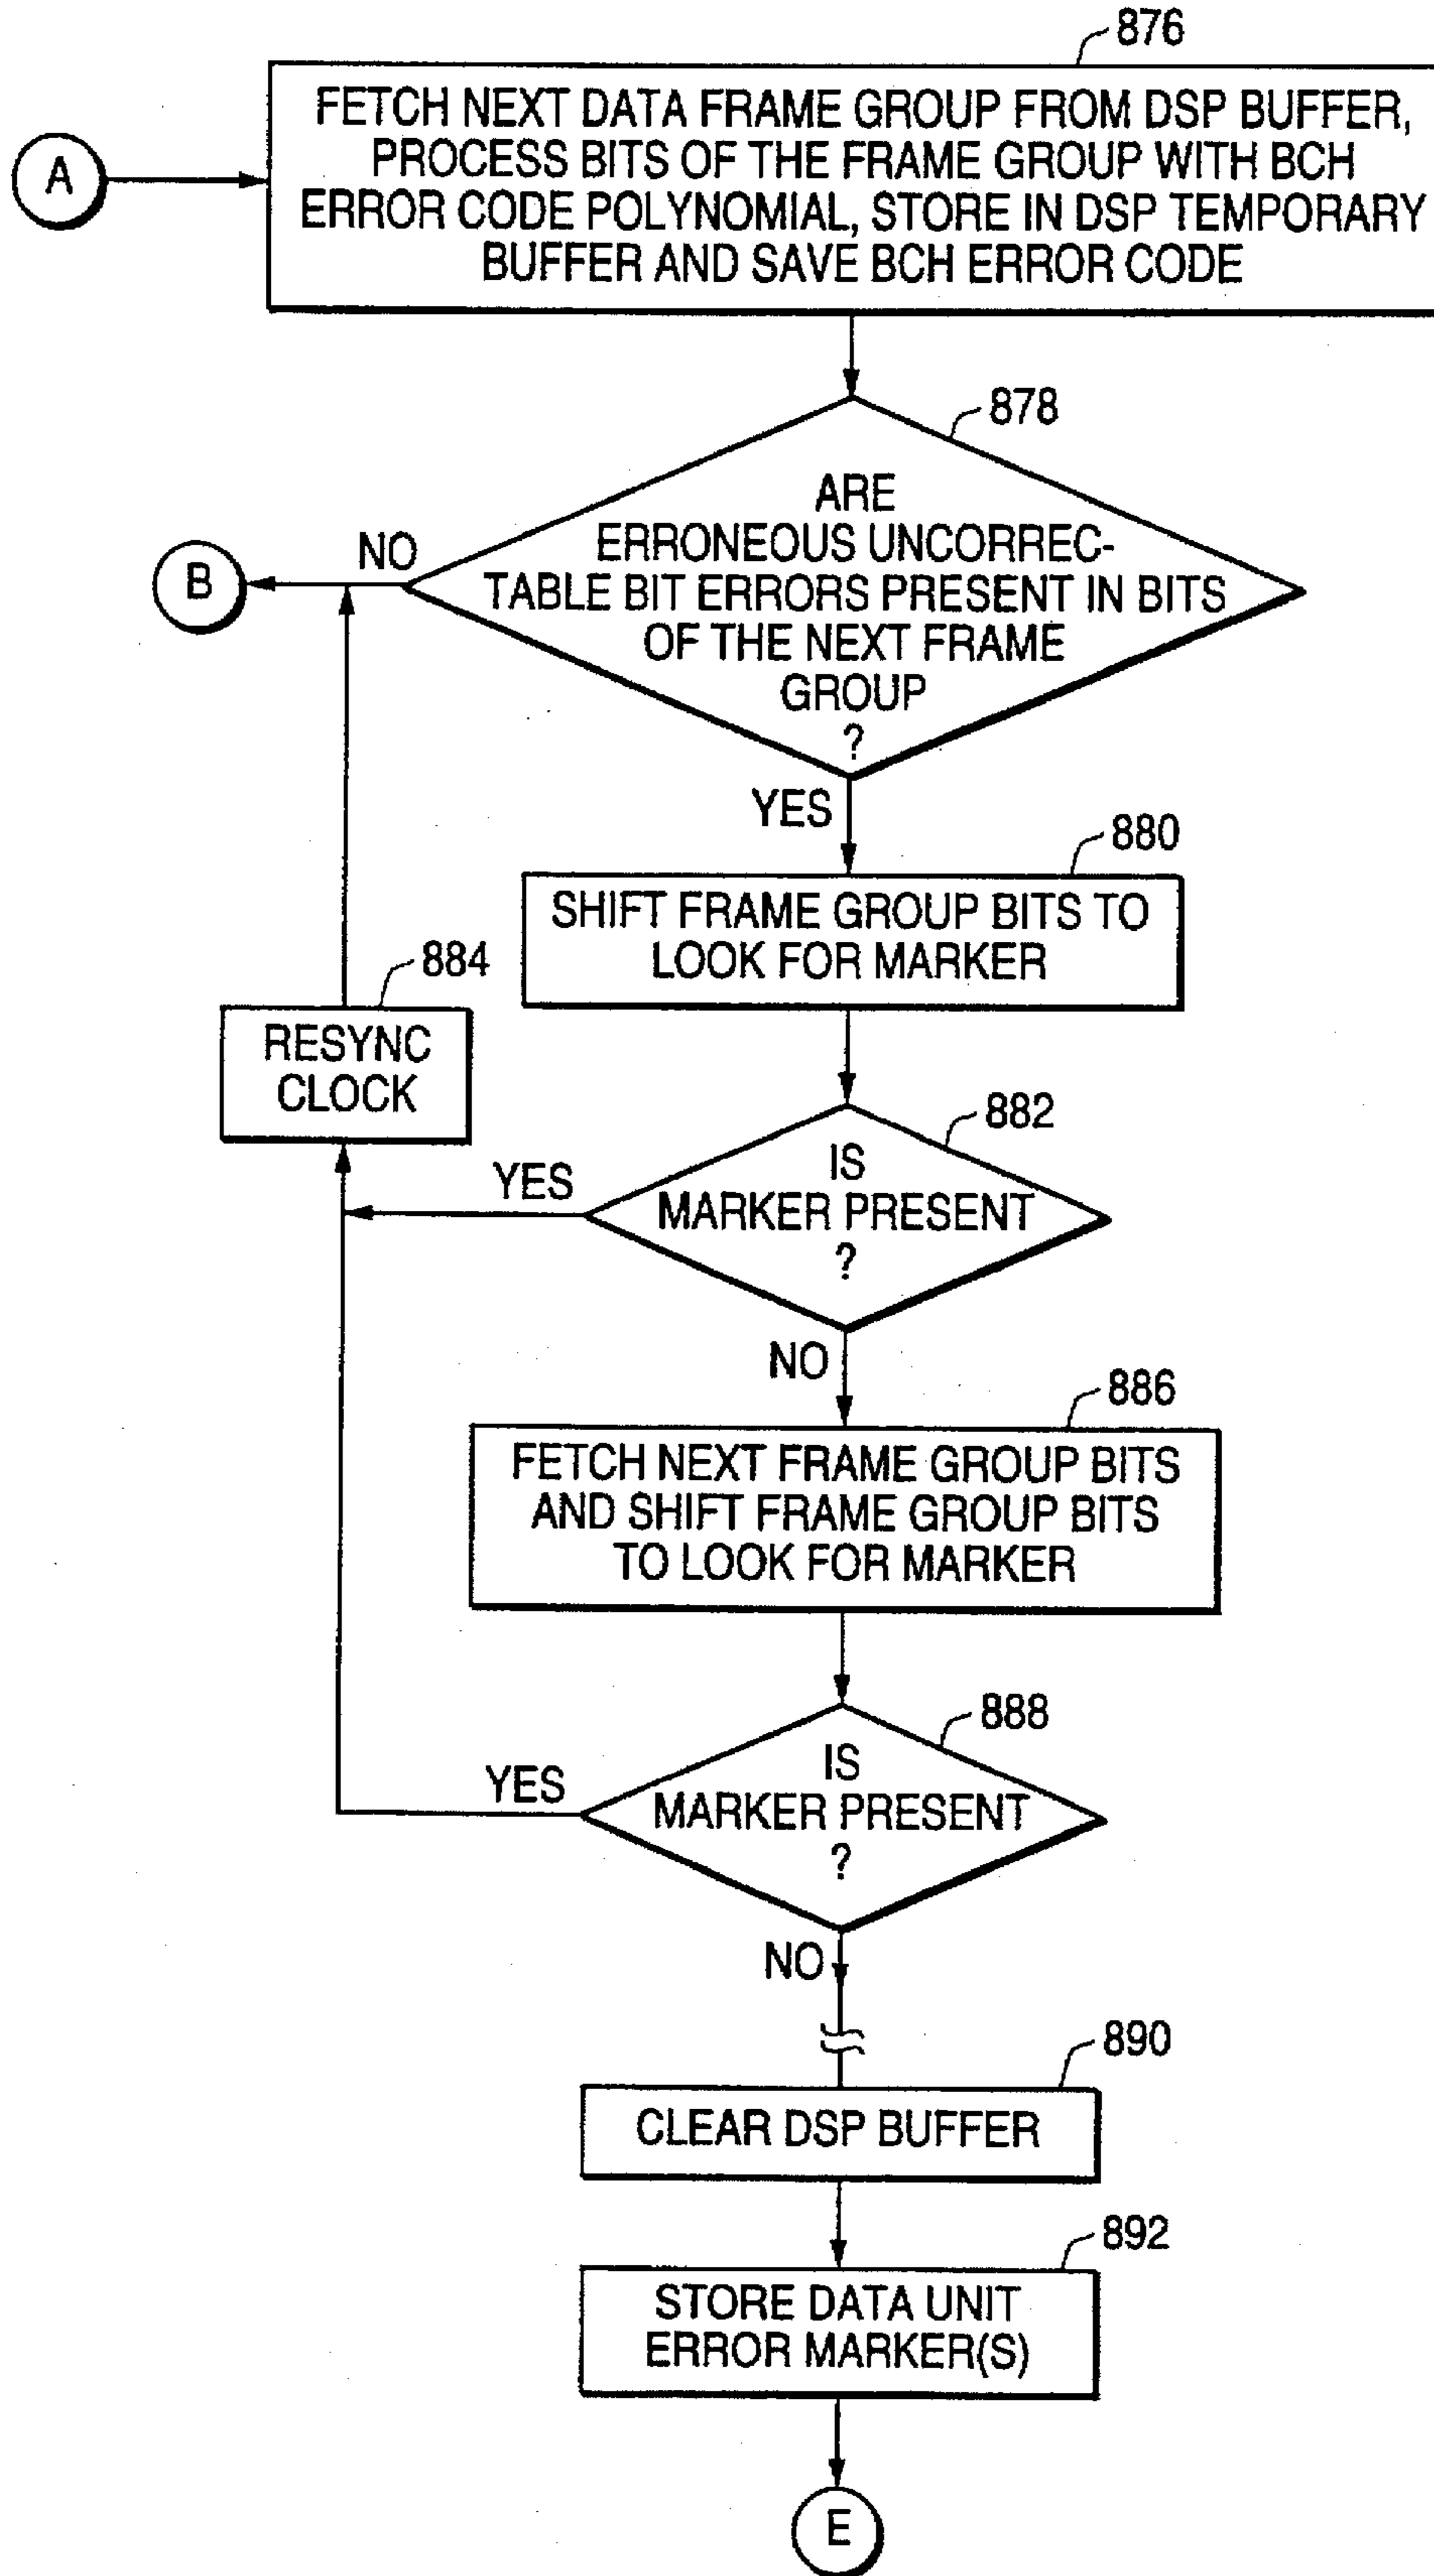 876
FETCH NEXT DATA FRAME GROUP FROM DSP BUFFER,
PROCESS BITS OF THE FRAME GROUP WITH BCH
ERROR CODE POLYNOMIAL, STORE IN DSP TEMPORARY
BUFFER AND SAVE BCH ERROR CODE
A
878
ARE
ERRONEOUS UNCORREC-
TABLE BIT ERRORS PRESENT IN BITS
OF THE NEXT FRAME
GROUP
?
NO
B
YES
880
SHIFT FRAME GROUP BITS TO
LOOK FOR MARKER
884
RESYNC
CLOCK
882
IS
MARKER PRESENT
?
YES
NO
886
FETCH NEXT FRAME GROUP BITS
AND SHIFT FRAME GROUP BITS
TO LOOK FOR MARKER
888
IS
MARKER PRESENT
?
YES
NO
890
CLEAR DSP BUFFER
892
STORE DATA UNIT
ERROR MARKER(S)
E